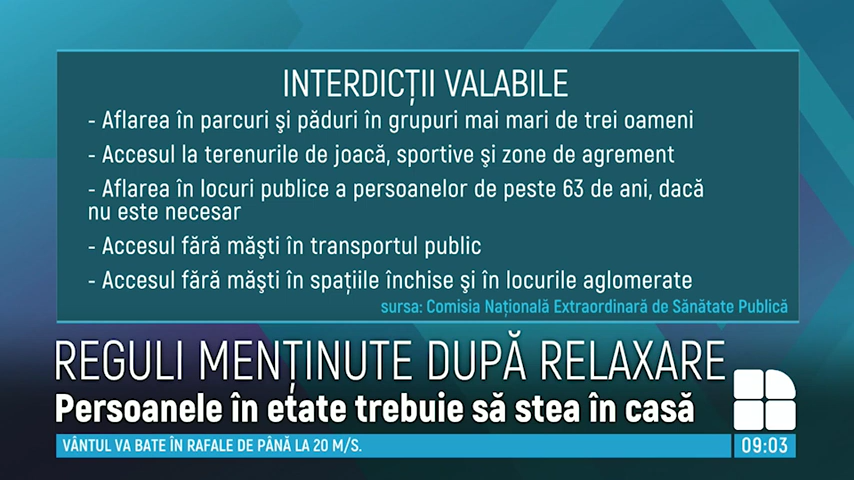 INTERDICȚII VALABILE
- Aflarea în parcuri şi păduri în grupuri mai mari de trei oameni
- Accesul la terenurile de joacă, sportive şi zone de agrement
- Aflarea în locuri publice a persoanelor de peste 63 de ani, dacă
nu este necesar
- Accesul fără măşti în transportul public
- Accesul fără măşti în spațiile închise şi în locurile aglomerate
sursa: Comisia Națională Extraordinară de Sănătate Publică
REGULI MENȚINUTE DUPĂ RELAXARE
Persoanele în etate trebuie să stea în casă
VÂNTUL VA BATE ÎN RAFALE DE PÂNĂ LA 20 M/S.
09:03